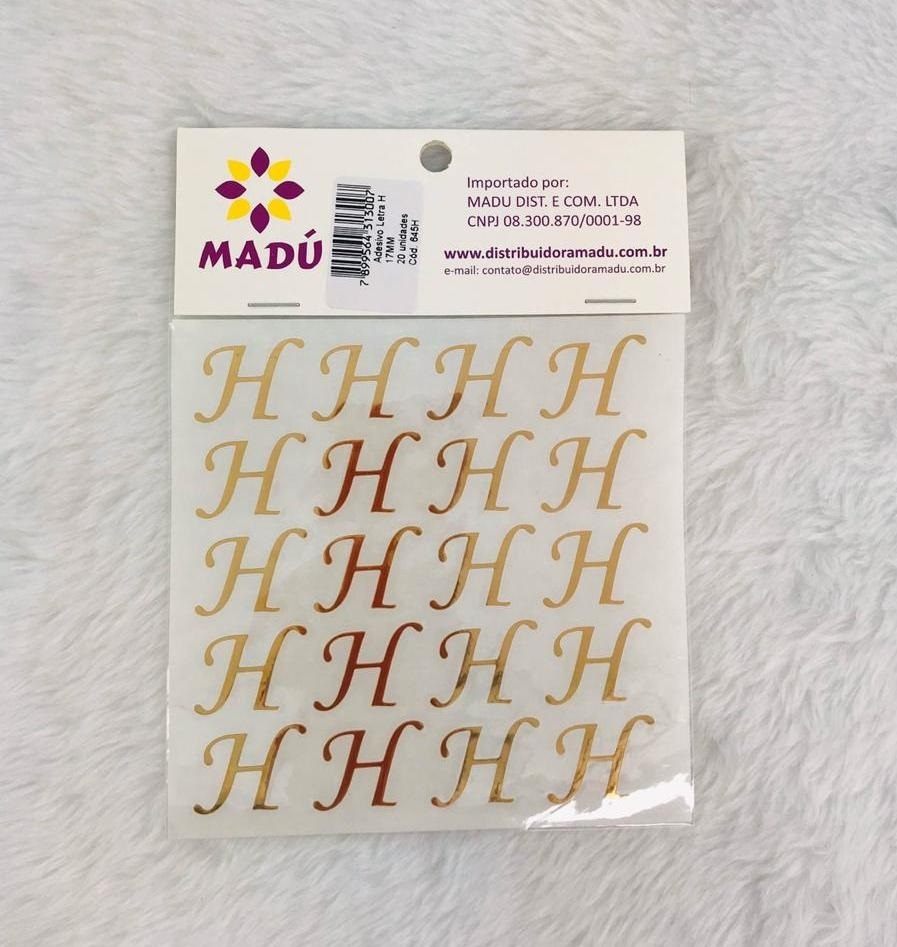 MADÚ
7 899564 313007
Adesivo Letra H
17MM
20 unidades
Cód. 645H
Importado por:
MADU DIST. E COM. LTDA
CNPJ 08.300.870/0001-98
www.distribuidoramadu.com.br
e-mail: contato@distribuidoramadu.com.br
H H H H
H H H H
H H H H
H H H H
H H H H